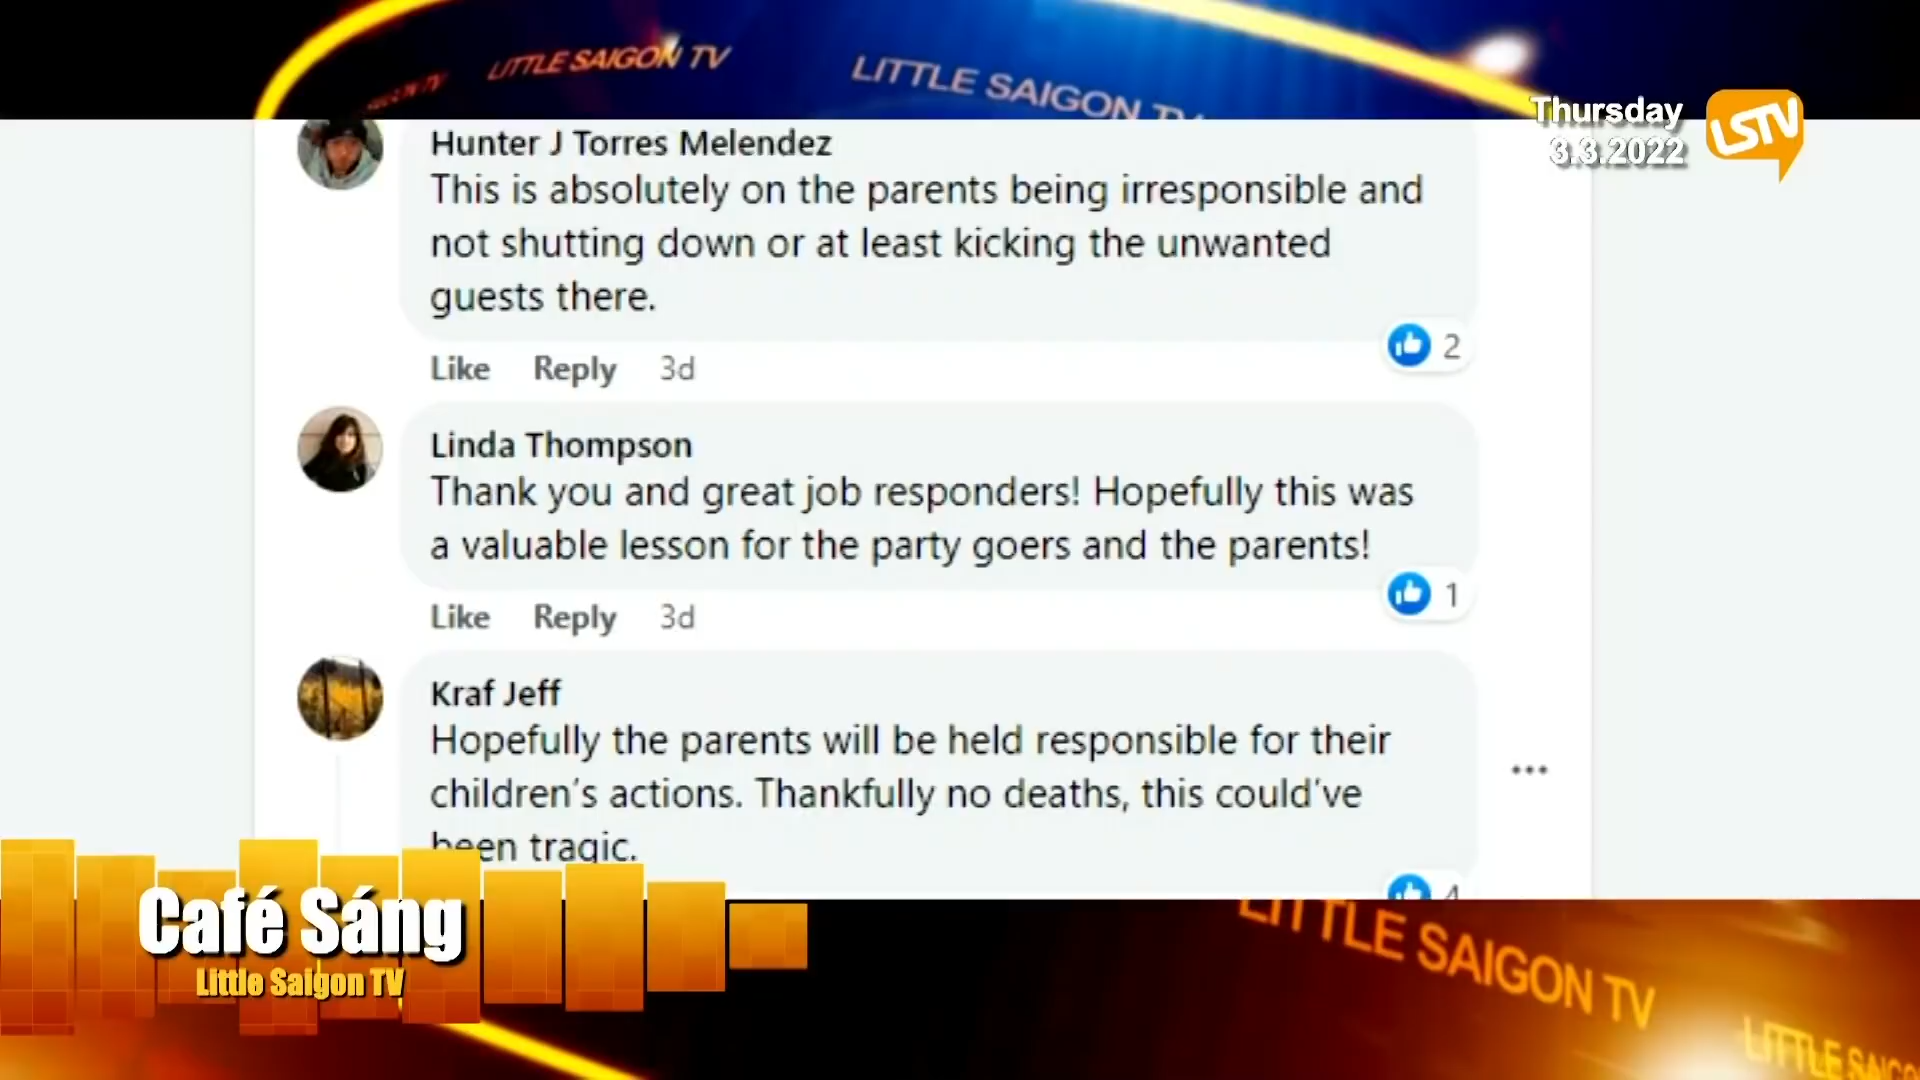 LITTLE SAIGON TV
LITTLE SAIGON TV
Thursday
3.3.2022
LSTV
Hunter J Torres Melendez
This is absolutely on the parents being irresponsible and
not shutting down or at least kicking the unwanted
guests there.
2
Like Reply 3d
Linda Thompson
Thank you and great job responders! Hopefully this was
a valuable lesson for the party goers and the parents!
1
Like Reply 3d
Kraf Jeff
Hopefully the parents will be held responsible for their
children's actions. Thankfully no deaths, this could've
been tragic.
4
Café Sáng
Little Saigon TV
LITTLE SAIGON TV
LITTLE